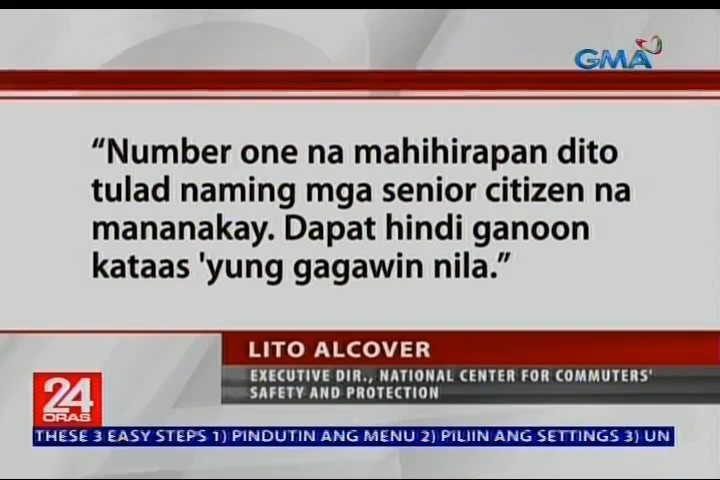 GMA
“Number one na mahihirapan dito
tulad naming mga senior citizen na
mananakay. Dapat hindi ganoon
kataas 'yung gagawin nila.”
LITO ALCOVER
EXECUTIVE DIR., NATIONAL CENTER FOR COMMUTERS'
SAFETY AND PROTECTION
24
ORAS
THESE 3 EASY STEPS 1) PINDUTIN ANG MENU 2) PILIIN ANG SETTINGS 3) UN